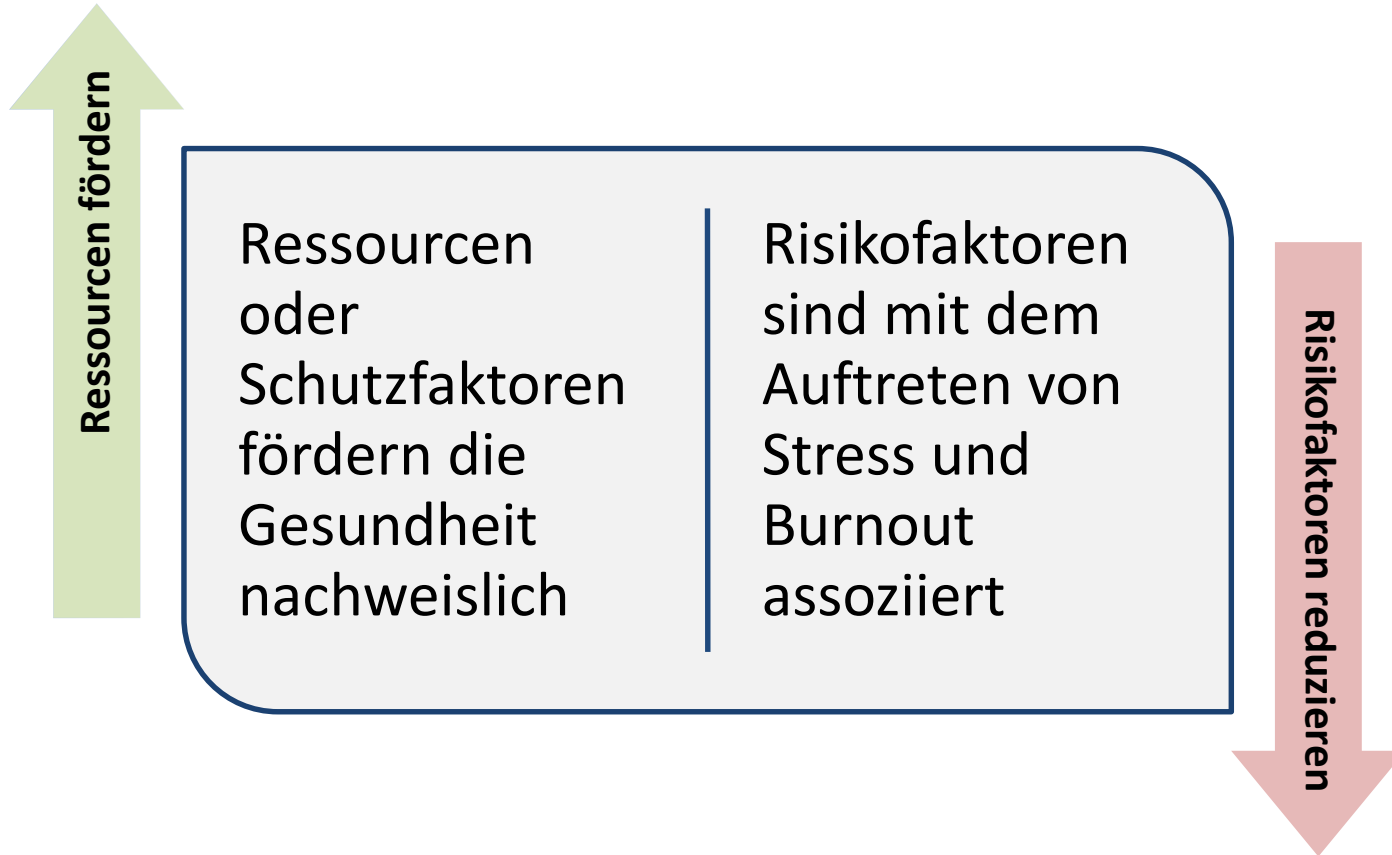 Ressourcen fördern
Ressourcen
oder
Schutzfaktoren
fördern die
Gesundheit
nachweislich
Risikofaktoren
sind mit dem
Auftreten von
Stress und
Burnout
assoziiert
Risikofaktoren reduzieren